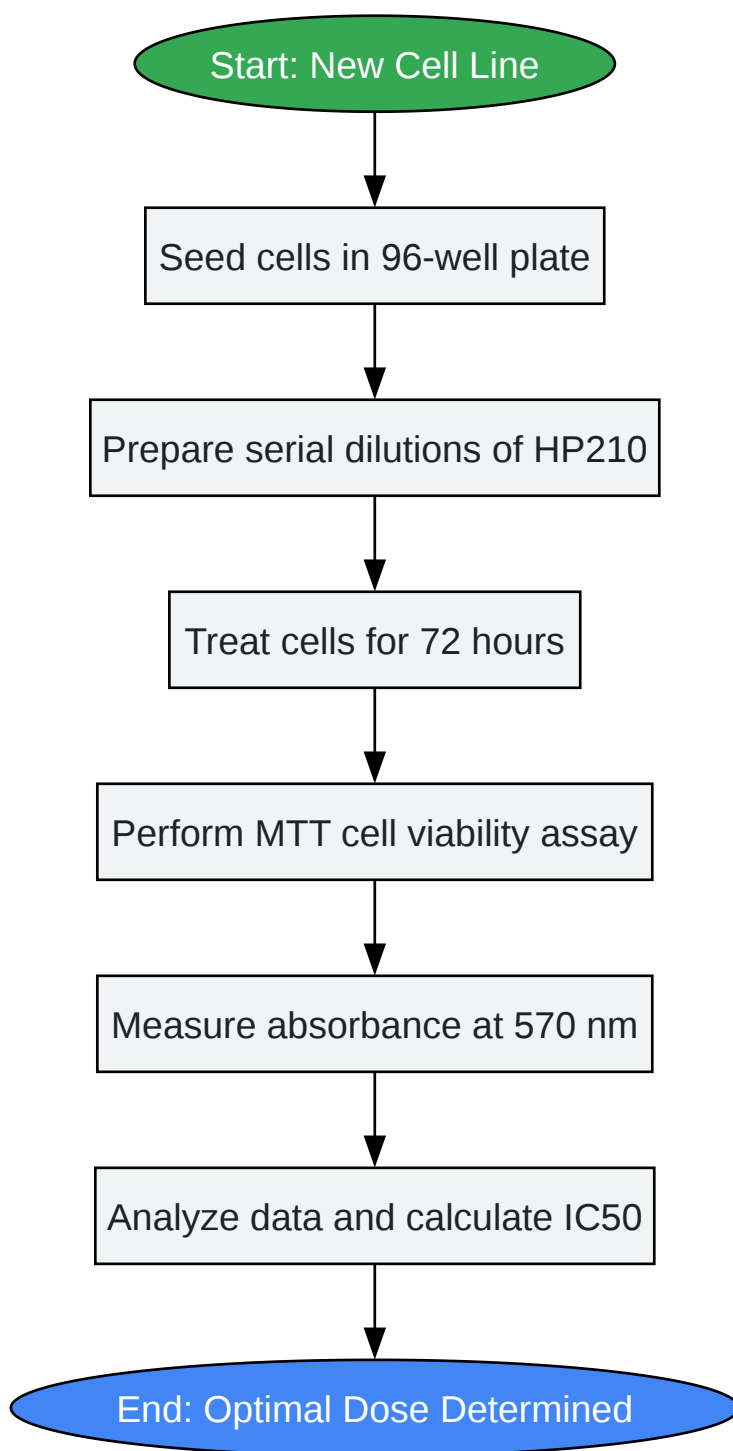 Start: New Cell Line
Seed cells in 96-well plate
Prepare serial dilutions of HP210
Treat cells for 72 hours
Perform MTT cell viability assay
Measure absorbance at 570 nm
Analyze data and calculate IC50
End: Optimal Dose Determined